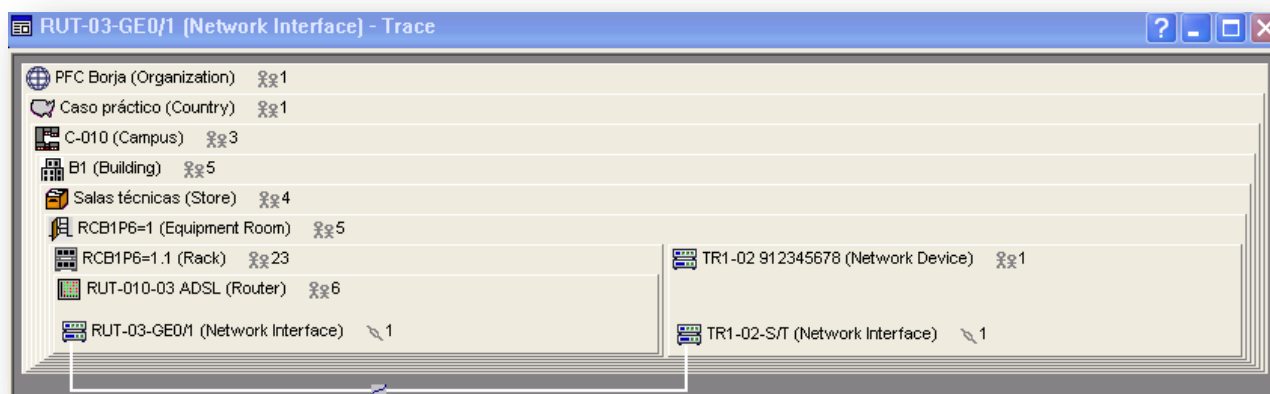 RUT-03-GE0/1 (Network Interface) - Trace
PFC Borja (Organization) 1
Caso práctico (Country) 1
C-010 (Campus) 3
B1 (Building) 5
Salas técnicas (Store) 4
RCB1P6=1 (Equipment Room) 5
RCB1P6=1.1 (Rack) 23
TR1-02 912345678 (Network Device) 1
RUT-010-03 ADSL (Router) 6
RUT-03-GE0/1 (Network Interface) 1
TR1-02-S/T (Network Interface) 1